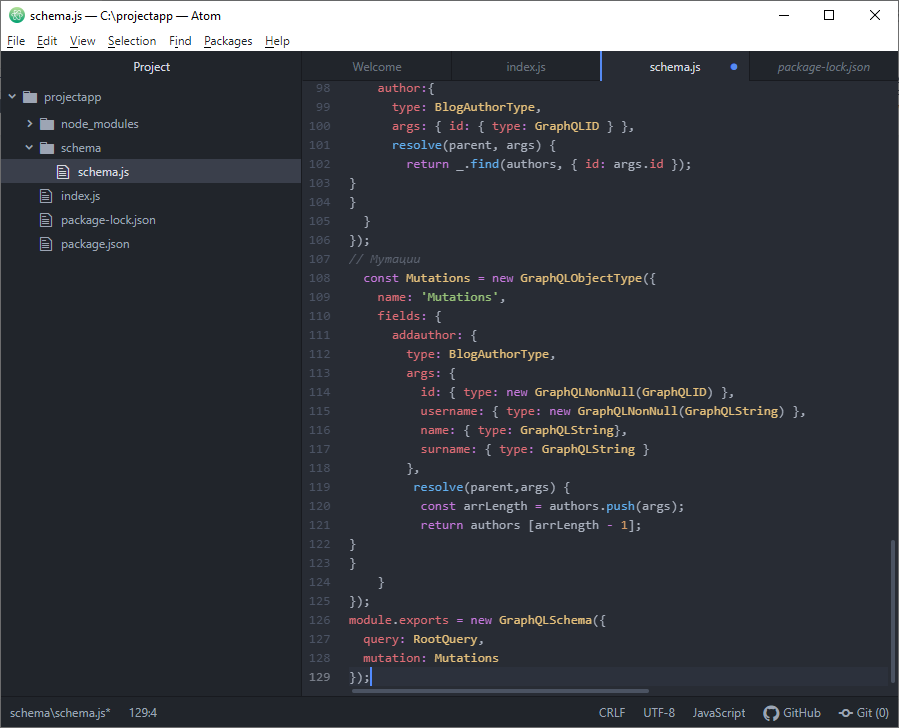 schema.js — C:\projectapp — Atom
File Edit View Selection Find Packages Help
Project
projectapp
node_modules
schema
schema.js
index.js
package-lock.json
package.json
Welcome index.js schema.js package-lock.json
98 author:{
99 type: BlogAuthorType,
100 args: { id: { type: GraphQLID } },
101 resolve(parent, args) {
102 return _.find(authors, { id: args.id });
103 }
104 }
105 }
106 });
107 // Мутации
108 const Mutations = new GraphQLObjectType({
109 name: 'Mutations',
110 fields: {
111 addauthor: {
112 type: BlogAuthorType,
113 args: {
114 id: { type: new GraphQLNonNull(GraphQLID) },
115 username: { type: new GraphQLNonNull(GraphQLString) },
116 name: { type: GraphQLString},
117 surname: { type: GraphQLString }
118 },
119 resolve(parent,args) {
120 const arrLength = authors.push(args);
121 return authors [arrLength - 1];
122 }
123 }
124 }
125 });
126 module.exports = new GraphQLSchema({
127 query: RootQuery,
128 mutation: Mutations
129 });
schema\schema.js* 129:4 CRLF UTF-8 JavaScript GitHub Git (0)